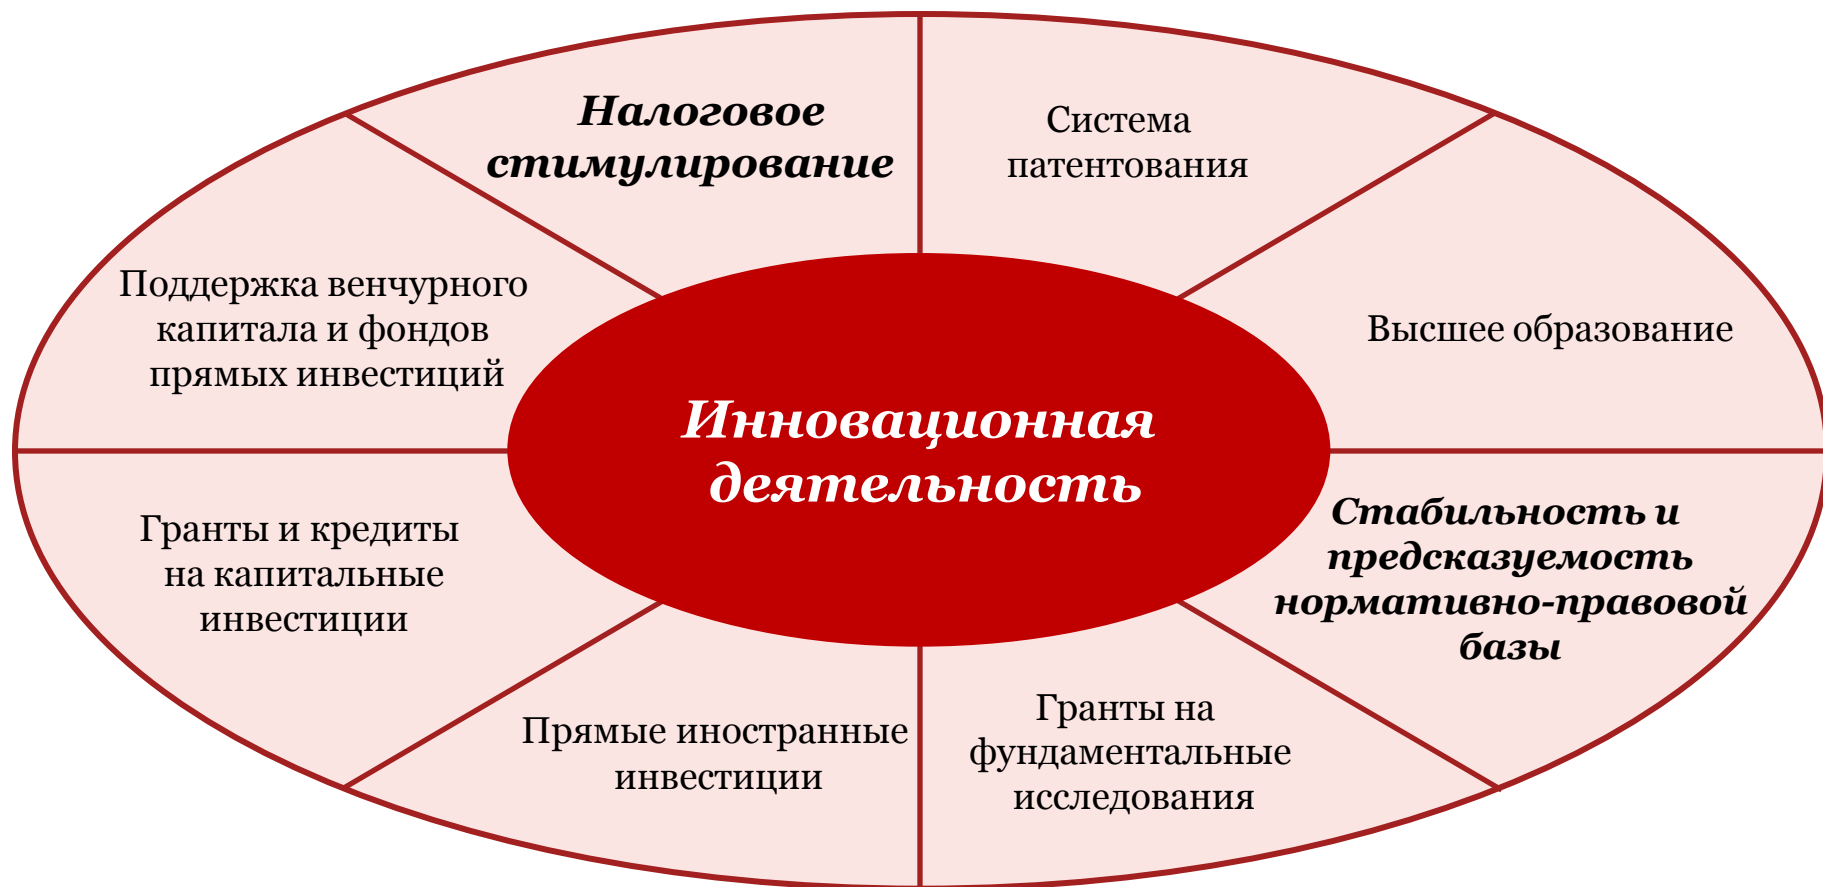 Налоговое
стимулирование
Система
патентования
Поддержка венчурного
капитала и фондов
прямых инвестиций
Высшее образование
Инновационная
деятельность
Гранты и кредиты
на капитальные
инвестиции
Стабильность и
предсказуемость
нормативно-правовой
базы
Прямые иностранные
инвестиции
Гранты на
фундаментальные
исследования